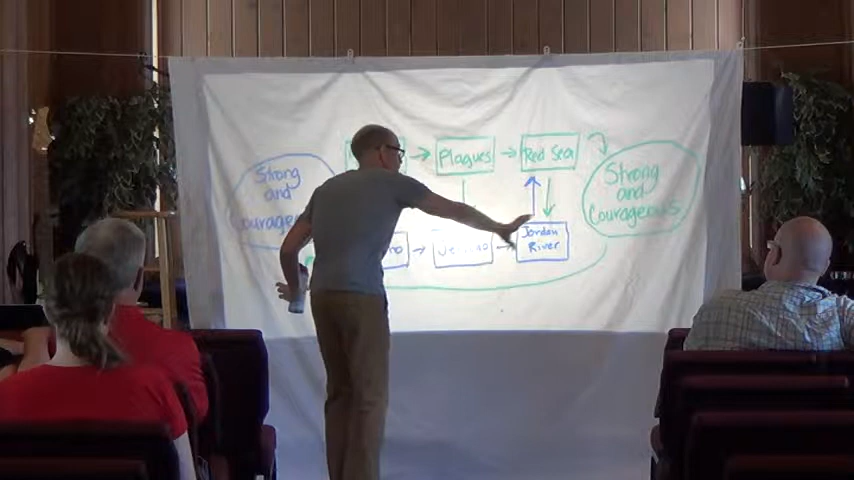 Plagues
Red Sea
Strong
and
Courageous
Strong
and
Jordan
River